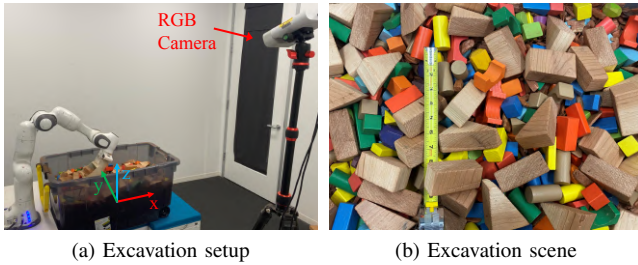 RGB
Camera
z
y
x
(a) Excavation setup
(b) Excavation scene